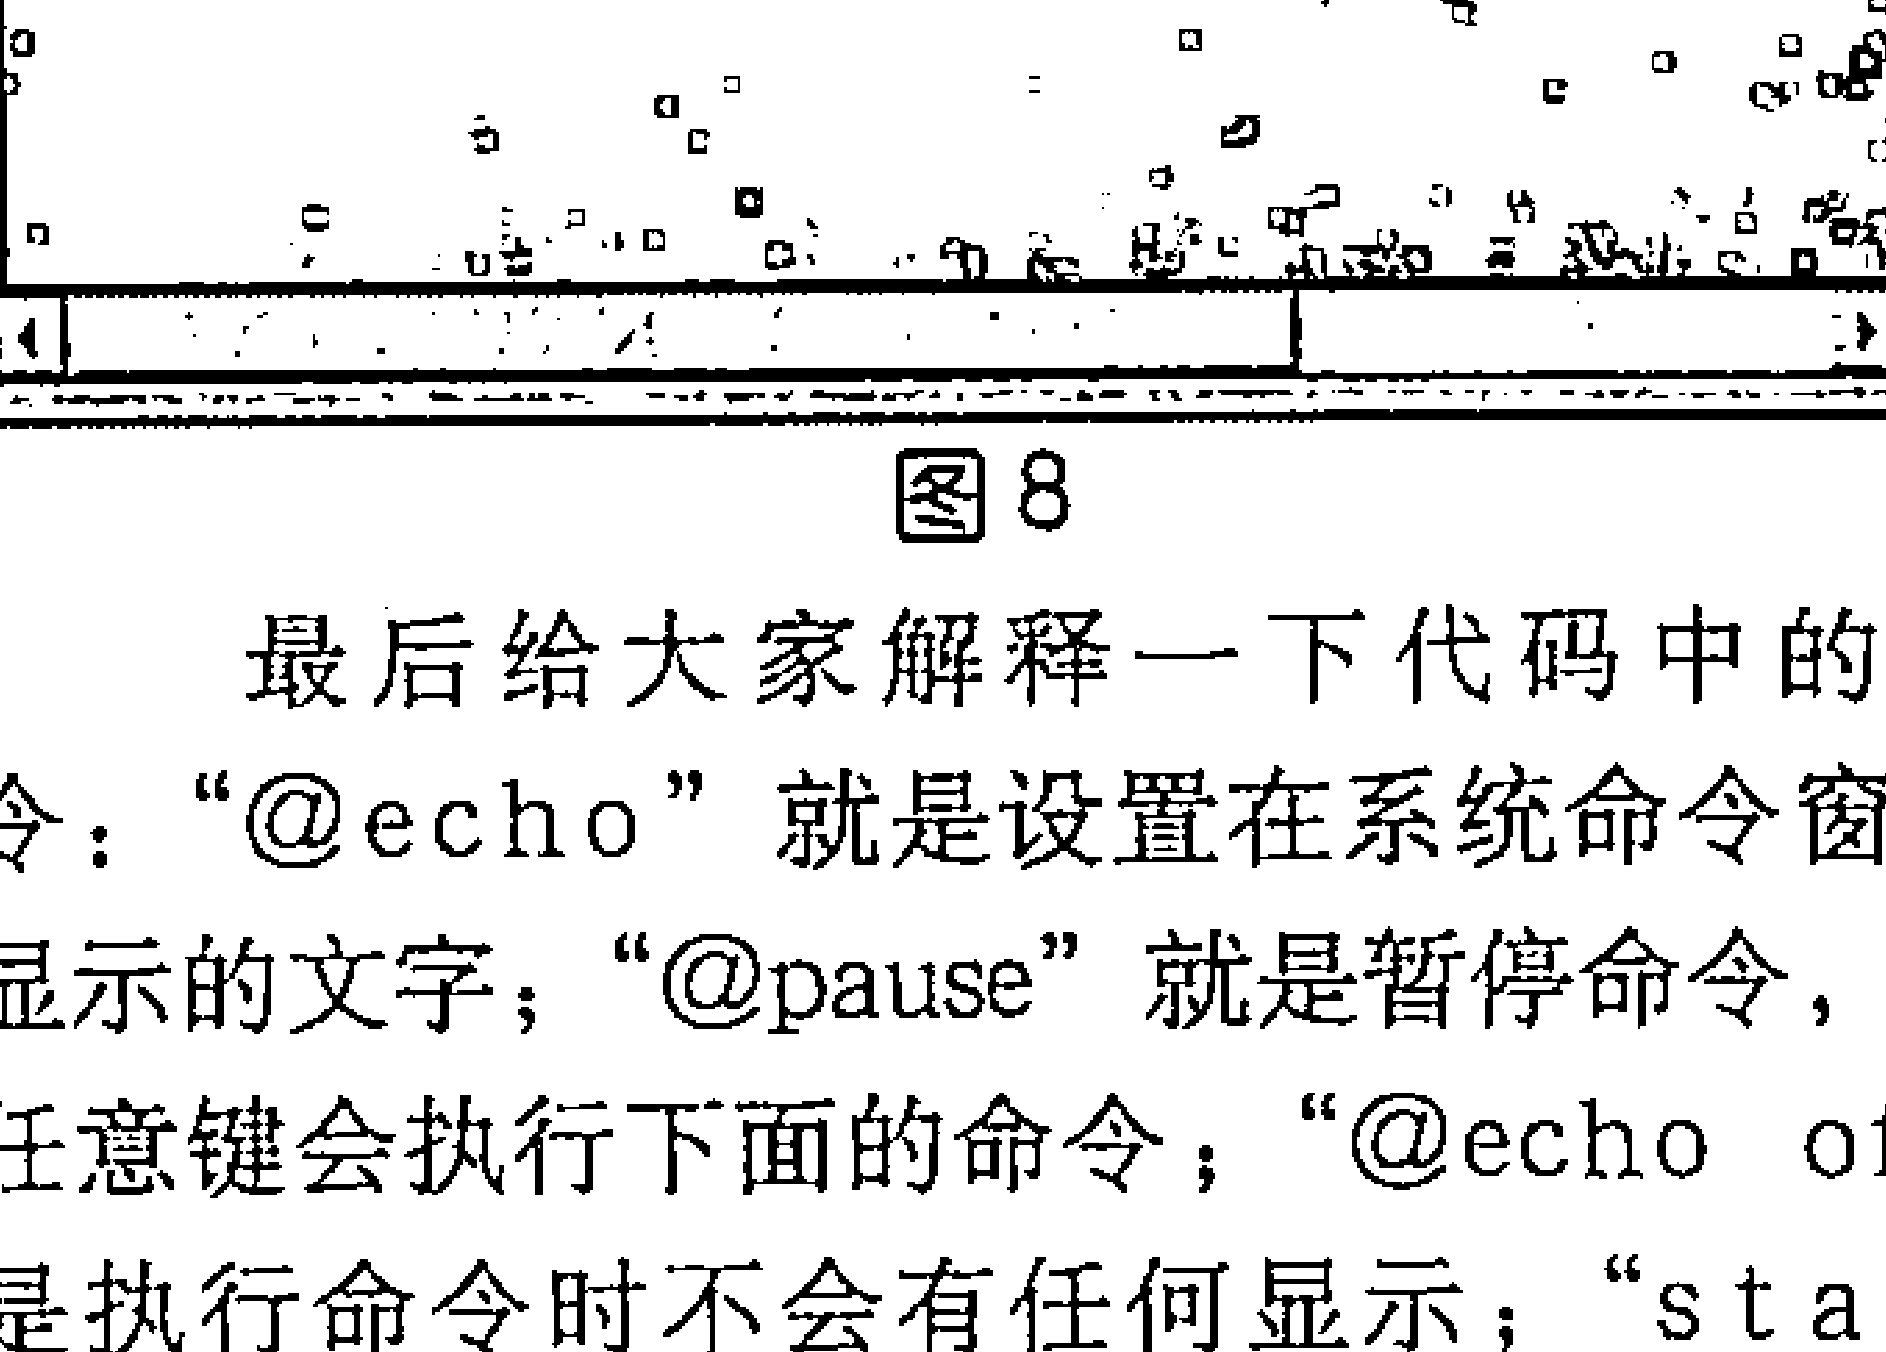 图 8
最后给大家解释一下代码中的
令：“@echo”就是设置在系统命令窗
显示的文字；“@pause”就是暂停命令，
任意键会执行下面的命令；“@echo of
是执行命令时不会有任何显示；“sta